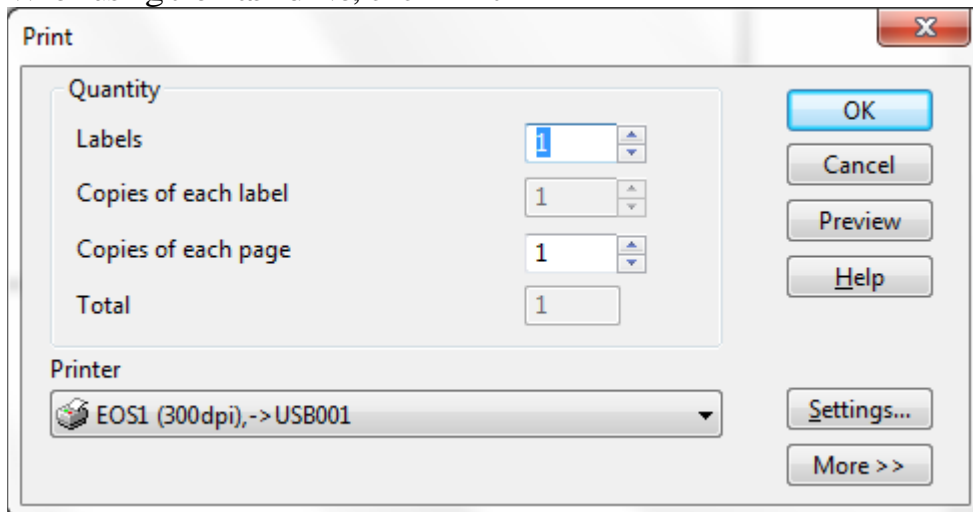 Print
Quantity
Labels 1
Copies of each label 1
Copies of each page 1
Total 1
Printer
EOS1 (300dpi),->USB001
OK
Cancel
Preview
Help
Settings...
More >>